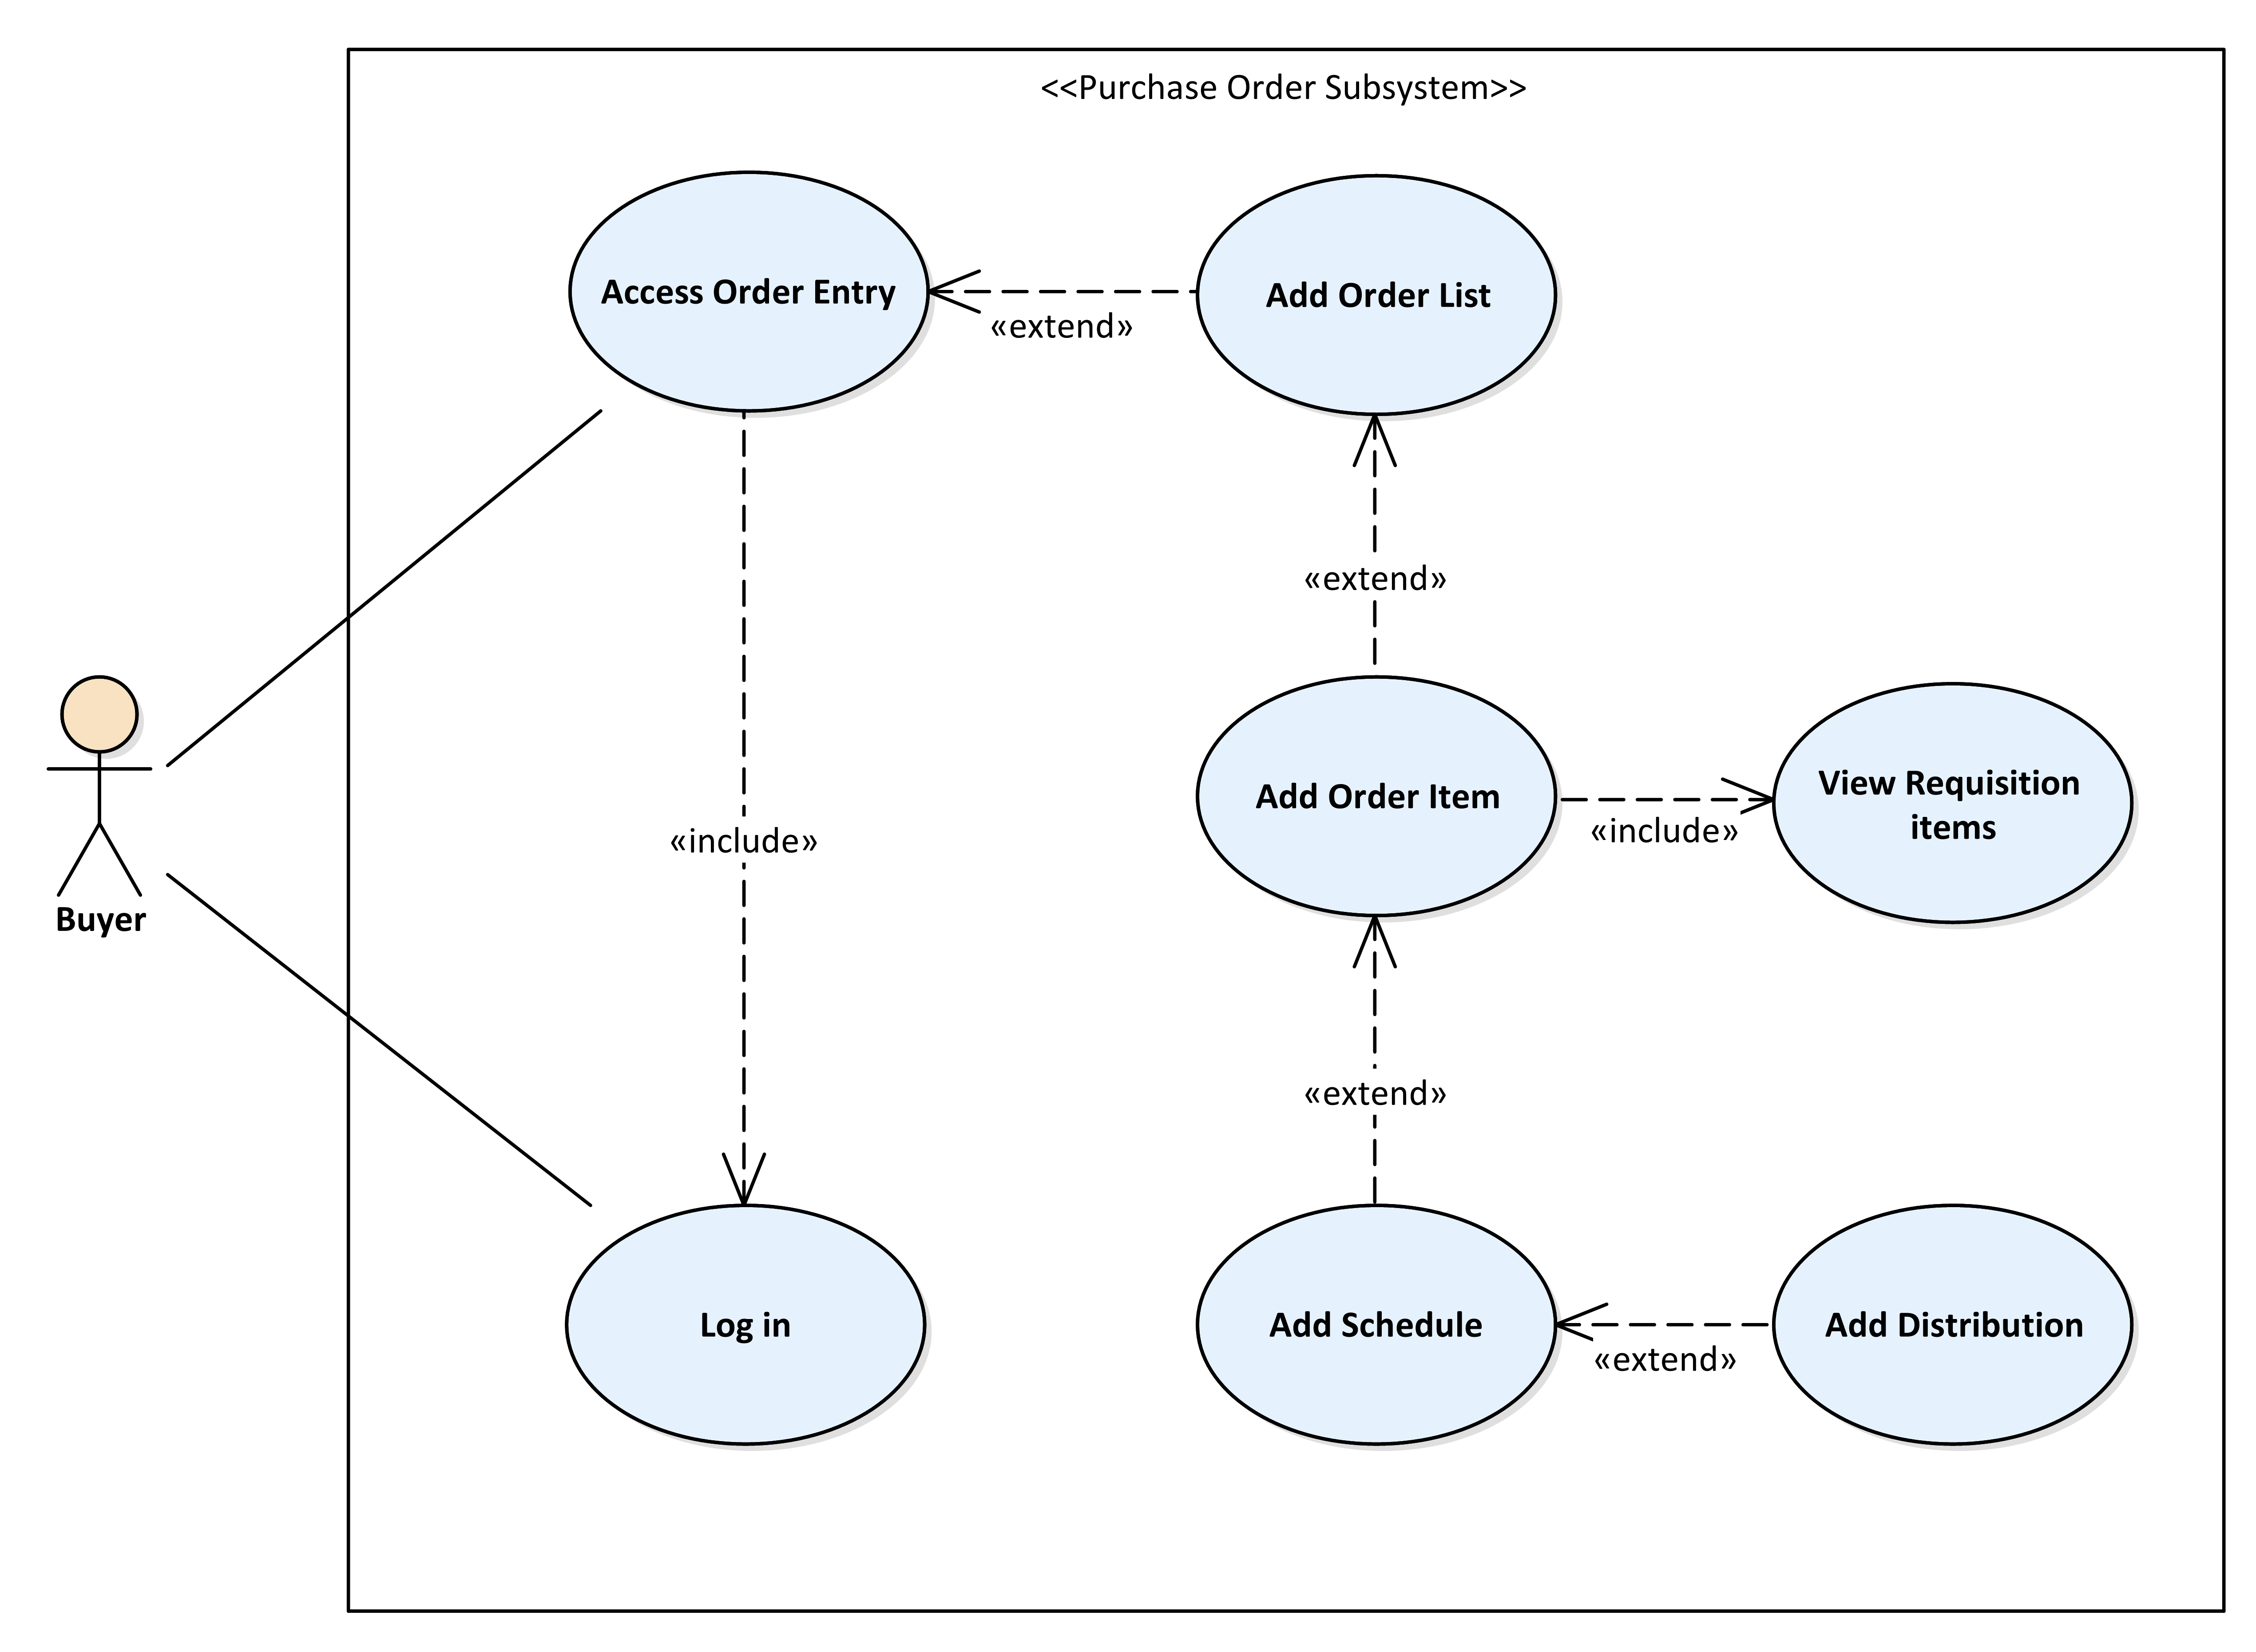 <<Purchase Order Subsystem>>
Access Order Entry
Add Order List
«extend»
«extend»
Buyer
«include»
Add Order Item
View Requisition
items
«include»
«extend»
Log in
Add Schedule
Add Distribution
«extend»